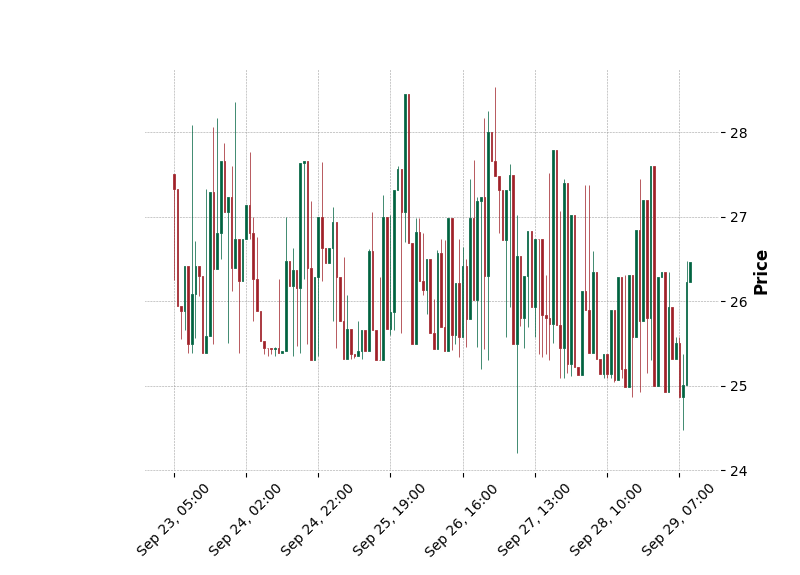 28
27
26
25
24
Price
Sep 23, 05:00
Sep 24, 02:00
Sep 24, 22:00
Sep 25, 19:00
Sep 26, 16:00
Sep 27, 13:00
Sep 28, 10:00
Sep 29, 07:00